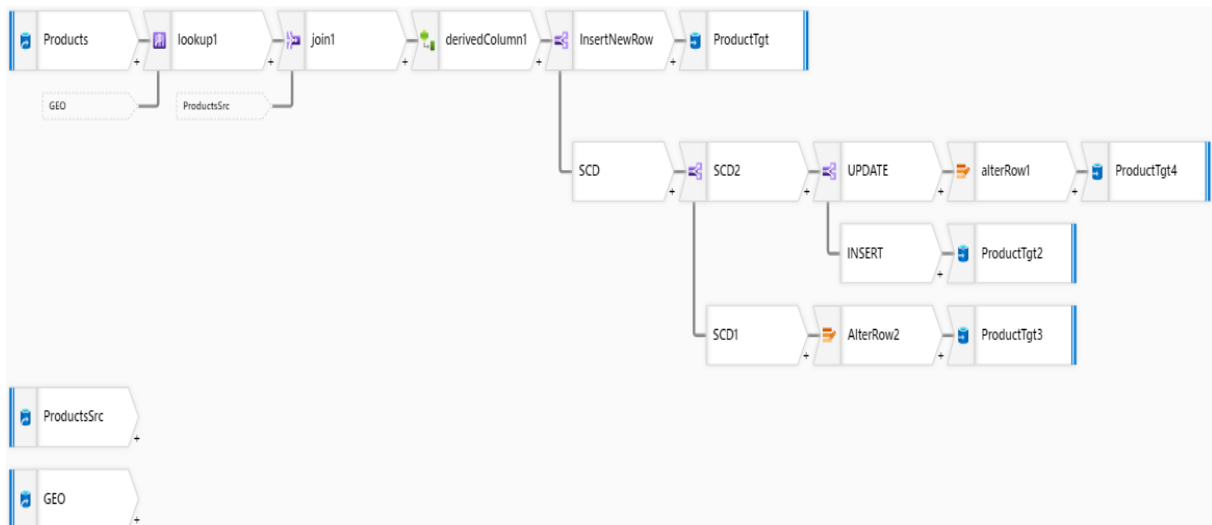 Products
lookup1
join1
derivedColumn1
InsertNewRow
ProductTgt
+
+
+
+
+
GEO
ProductsSrc
SCD
SCD2
UPDATE
alterRow1
ProductTgt4
+
+
+
+
INSERT
ProductTgt2
+
SCD1
AlterRow2
ProductTgt3
+
+
ProductsSrc
+
GEO
+